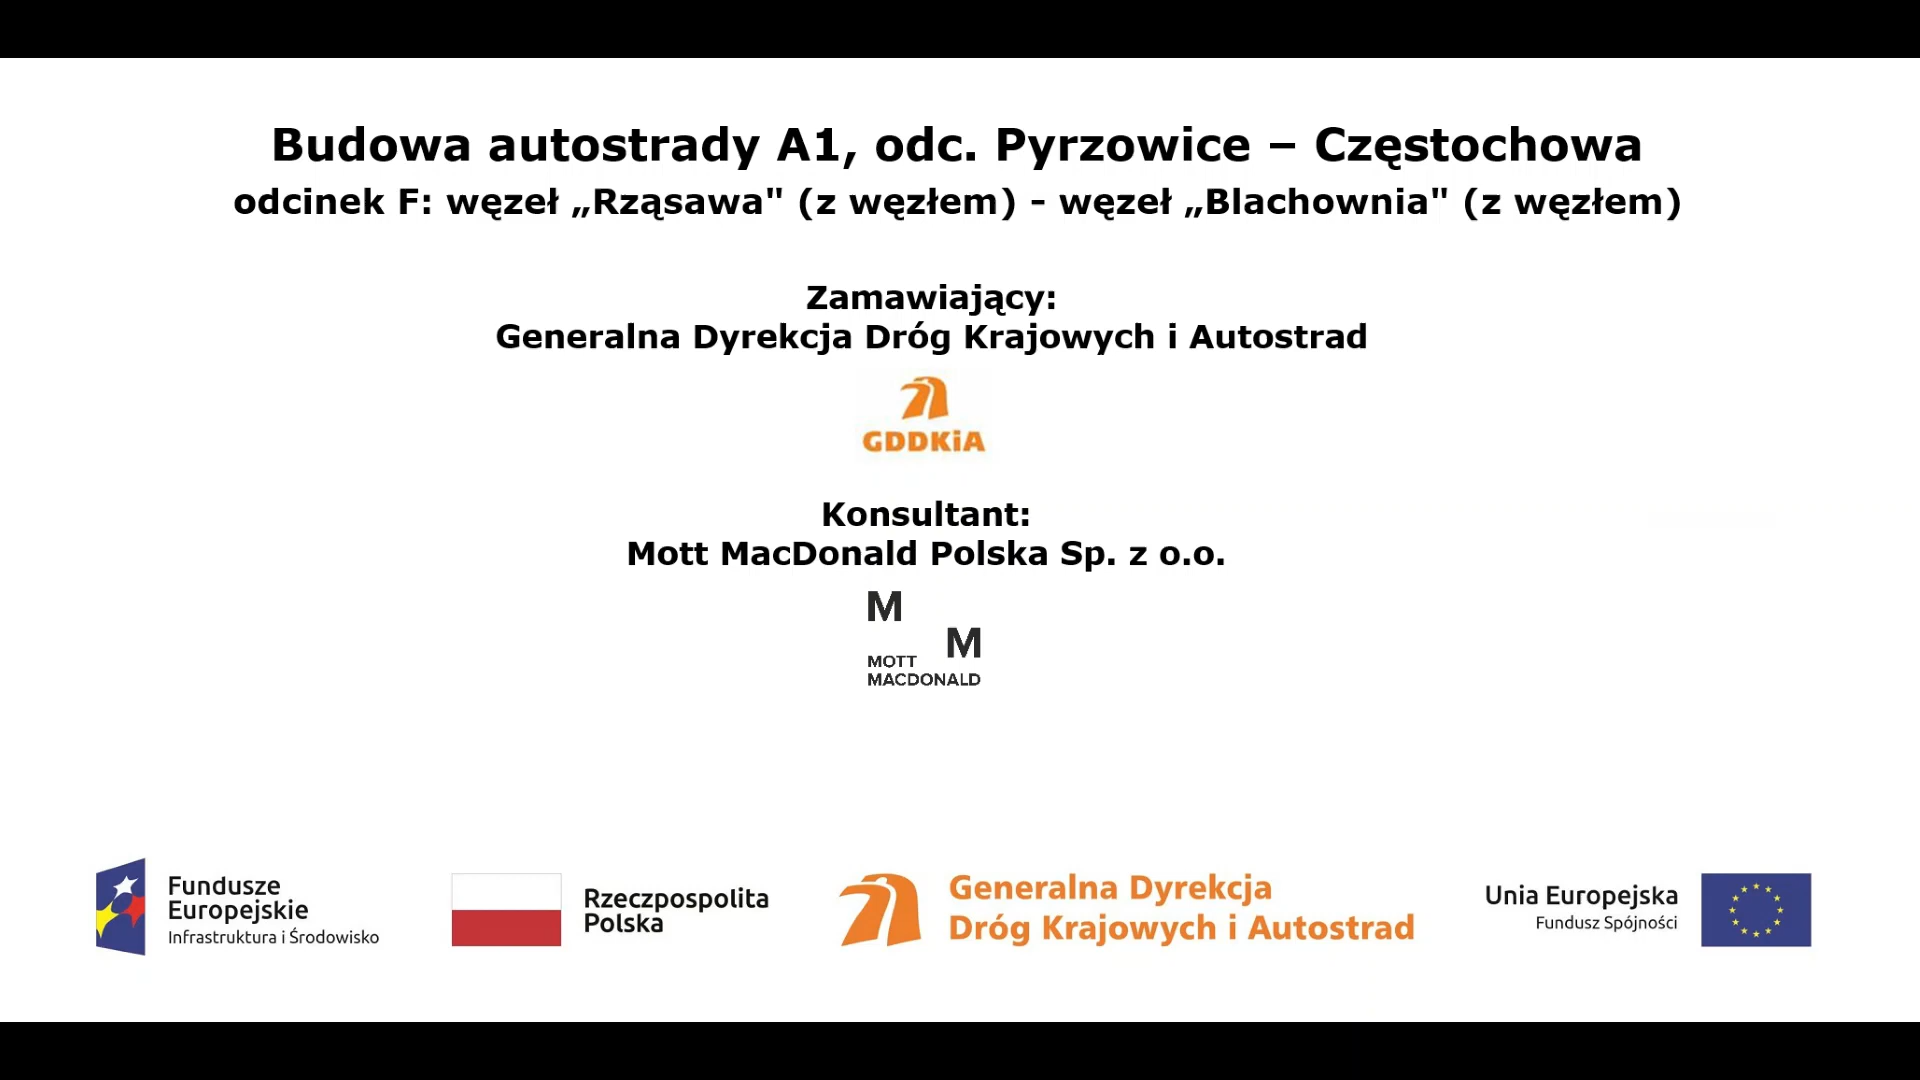 Budowa autostrady A1, odc. Pyrzowice – Częstochowa
odcinek F: węzeł „Rząsawa" (z węzłem) - węzeł „Blachownia" (z węzłem)
Zamawiający:
Generalna Dyrekcja Dróg Krajowych i Autostrad
GDDKiA
Konsultant:
Mott MacDonald Polska Sp. z o.o.
M
M
MOTT
MACDONALD
Fundusze
Europejskie
Infrastruktura i Środowisko
Rzeczpospolita
Polska
Generalna Dyrekcja
Dróg Krajowych i Autostrad
Unia Europejska
Fundusz Spójności